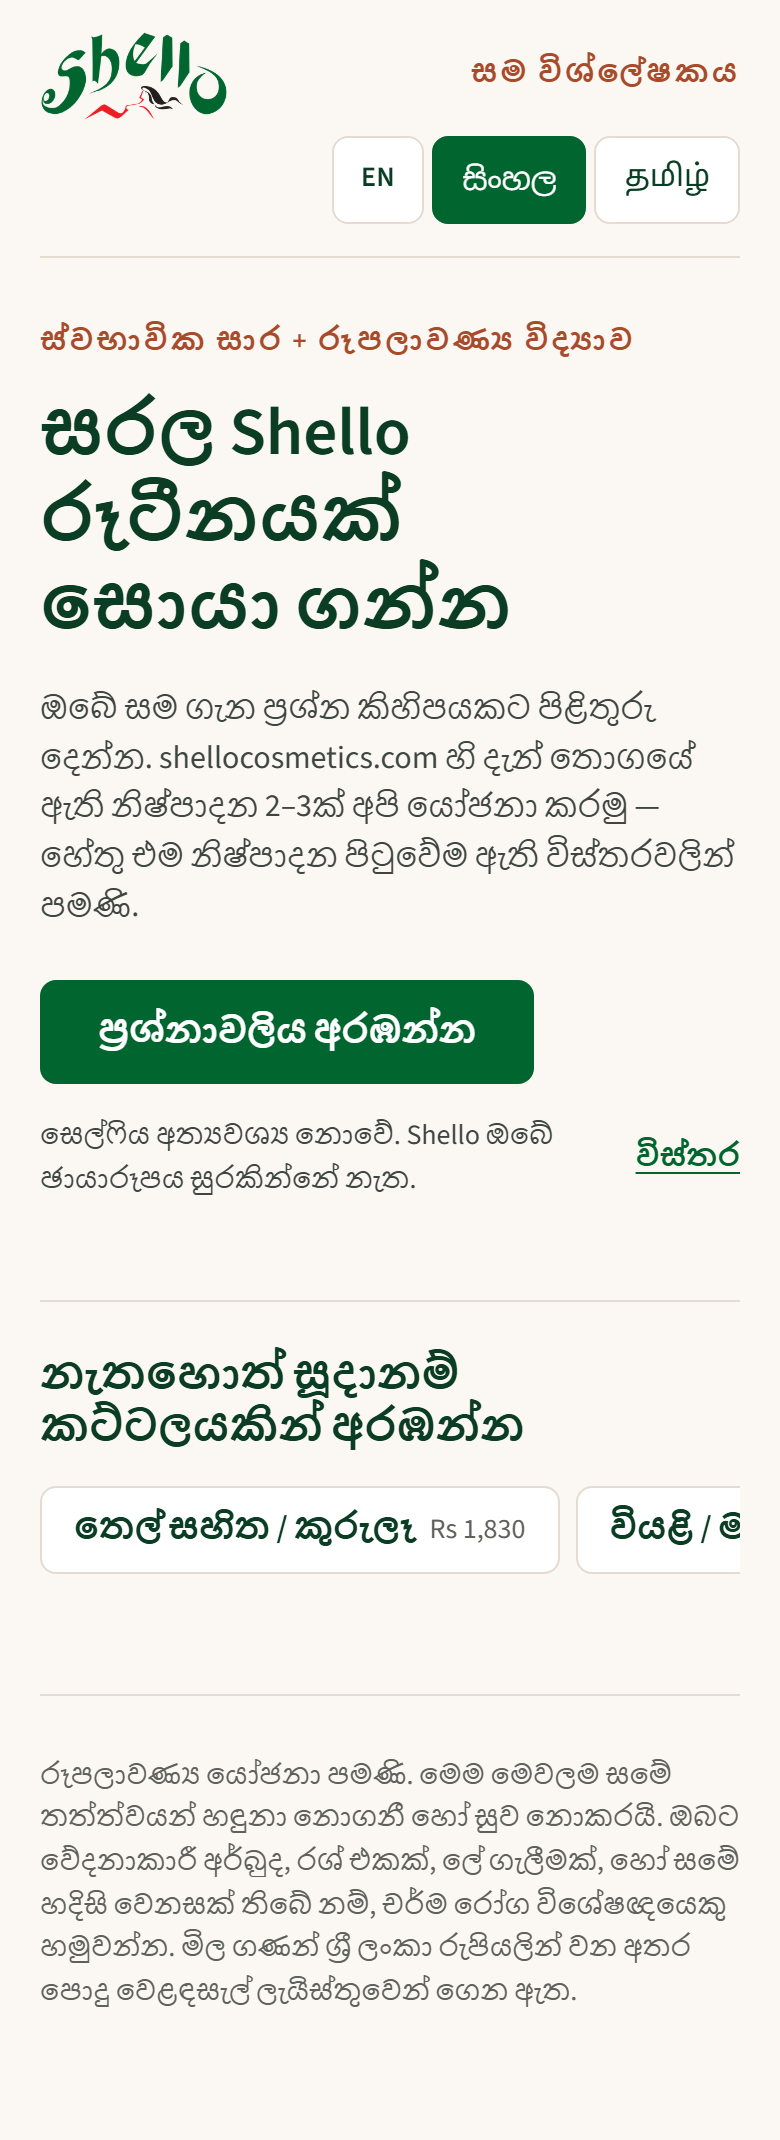 Shello
සම විශ්ලේෂකය
EN
සිංහල
தமிழ்
ස්වභාවික සාර + රූපලාවණ්‍ය විද්‍යාව
සරල Shello
රූටීනයක්
සොයා ගන්න
ඔබේ සම ගැන ප්‍රශ්න කිහිපයකට පිළිතුරු
දෙන්න. shellocosmetics.com හි දැන් තොගයේ
ඇති නිෂ්පාදන 2–3ක් අපි යෝජනා කරමු —
හේතු එම නිෂ්පාදන පිටුවේම ඇති විස්තරවලින්
පමණි.
ප්‍රශ්නාවලිය අරඹන්න
සෙල්ෆිය අත්‍යවශ්‍ය නොවේ. Shello ඔබේ
ඡායාරූපය සුරකින්නේ නැත.
විස්තර
නැතහොත් සූදානම්
කට්ටලයකින් අරඹන්න
තෙල් සහිත / කුරුලෑ Rs 1,830
වියළි /
රූපලාවණ්‍ය යෝජනා පමණි. මෙම මෙවලම සමේ
තත්ත්වයන් හඳුනා නොගනී හෝ සුව නොකරයි. ඔබට
වේදනාකාරී අර්බුද, රශ් එකක්, ලේ ගැලීමක්, හෝ සමේ
හදිසි වෙනසක් තිබේ නම්, චර්ම රෝග විශේෂඥයෙකු
හමුවන්න. මිල ගණන් ශ්‍රී ලංකා රුපියලින් වන අතර
පොදු වෙළඳසැල් ලැයිස්තුවෙන් ගෙන ඇත.